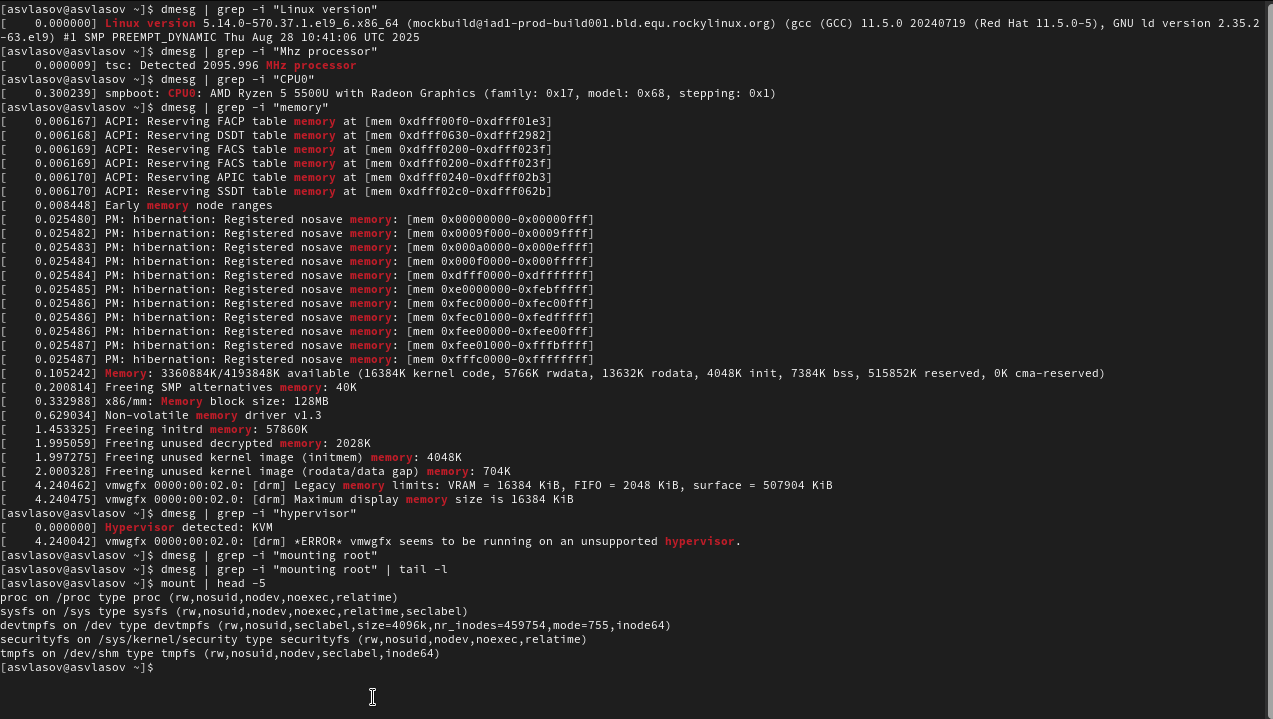 [asvlasov@asvlasov ~]$ dmesg | grep -i "Linux version"
[    0.000000] Linux version 5.14.0-570.37.1.el9_6.x86_64 (mockbuild@iad1-prod-build001.bld.equ.rockylinux.org) (gcc (GCC) 11.5.0 20240719 (Red Hat 11.5.0-5), GNU ld version 2.35.2
-63.el9) #1 SMP PREEMPT_DYNAMIC Thu Aug 28 10:41:06 UTC 2025
[asvlasov@asvlasov ~]$ dmesg | grep -i "Mhz processor"
[    0.000009] tsc: Detected 2095.996 MHz processor
[asvlasov@asvlasov ~]$ dmesg | grep -i "CPU0"
[    0.300239] smpboot: CPU0: AMD Ryzen 5 5500U with Radeon Graphics (family: 0x17, model: 0x68, stepping: 0x1)
[asvlasov@asvlasov ~]$ dmesg | grep -i "memory"
[    0.006167] ACPI: Reserving FACP table memory at [mem 0xdfff00f0-0xdfff01e3]
[    0.006168] ACPI: Reserving DSDT table memory at [mem 0xdfff0630-0xdfff2982]
[    0.006169] ACPI: Reserving FACS table memory at [mem 0xdfff0200-0xdfff023f]
[    0.006169] ACPI: Reserving FACS table memory at [mem 0xdfff0200-0xdfff023f]
[    0.006170] ACPI: Reserving APIC table memory at [mem 0xdfff0240-0xdfff02b3]
[    0.006170] ACPI: Reserving SSDT table memory at [mem 0xdfff02c0-0xdfff062b]
[    0.008448] Early memory node ranges
[    0.025480] PM: hibernation: Registered nosave memory: [mem 0x00000000-0x00000fff]
[    0.025482] PM: hibernation: Registered nosave memory: [mem 0x0009f000-0x0009ffff]
[    0.025483] PM: hibernation: Registered nosave memory: [mem 0x000a0000-0x000effff]
[    0.025484] PM: hibernation: Registered nosave memory: [mem 0x000f0000-0x000fffff]
[    0.025484] PM: hibernation: Registered nosave memory: [mem 0xdfff0000-0xdfffffff]
[    0.025485] PM: hibernation: Registered nosave memory: [mem 0xe0000000-0xfebfffff]
[    0.025486] PM: hibernation: Registered nosave memory: [mem 0xfec00000-0xfec00fff]
[    0.025486] PM: hibernation: Registered nosave memory: [mem 0xfec01000-0xfedfffff]
[    0.025486] PM: hibernation: Registered nosave memory: [mem 0xfee00000-0xfee00fff]
[    0.025487] PM: hibernation: Registered nosave memory: [mem 0xfee01000-0xfffbffff]
[    0.025487] PM: hibernation: Registered nosave memory: [mem 0xfffc0000-0xffffffff]
[    0.105242] Memory: 3360884K/4193848K available (16384K kernel code, 5766K rwdata, 13632K rodata, 4048K init, 7384K bss, 515852K reserved, 0K cma-reserved)
[    0.200814] Freeing SMP alternatives memory: 40K
[    0.332988] x86/mm: Memory block size: 128MB
[    0.629034] Non-volatile memory driver v1.3
[    1.453325] Freeing initrd memory: 57860K
[    1.995059] Freeing unused decrypted memory: 2028K
[    1.997275] Freeing unused kernel image (initmem) memory: 4048K
[    2.000328] Freeing unused kernel image (rodata/data gap) memory: 704K
[    4.240462] vmwgfx 0000:00:02.0: [drm] Legacy memory limits: VRAM = 16384 KiB, FIFO = 2048 KiB, surface = 507904 KiB
[    4.240475] vmwgfx 0000:00:02.0: [drm] Maximum display memory size is 16384 KiB
[asvlasov@asvlasov ~]$ dmesg | grep -i "hypervisor"
[    0.000000] Hypervisor detected: KVM
[    4.240042] vmwgfx 0000:00:02.0: [drm] *ERROR* vmwgfx seems to be running on an unsupported hypervisor.
[asvlasov@asvlasov ~]$ dmesg | grep -i "mounting root"
[asvlasov@asvlasov ~]$ dmesg | grep -i "mounting root" | tail -l
[asvlasov@asvlasov ~]$ mount | head -5
proc on /proc type proc (rw,nosuid,nodev,noexec,relatime)
sysfs on /sys type sysfs (rw,nosuid,nodev,noexec,relatime,seclabel)
devtmpfs on /dev type devtmpfs (rw,nosuid,seclabel,size=4096k,nr_inodes=459754,mode=755,inode64)
securityfs on /sys/kernel/security type securityfs (rw,nosuid,nodev,noexec,relatime)
tmpfs on /dev/shm type tmpfs (rw,nosuid,nodev,seclabel,inode64)
[asvlasov@asvlasov ~]$